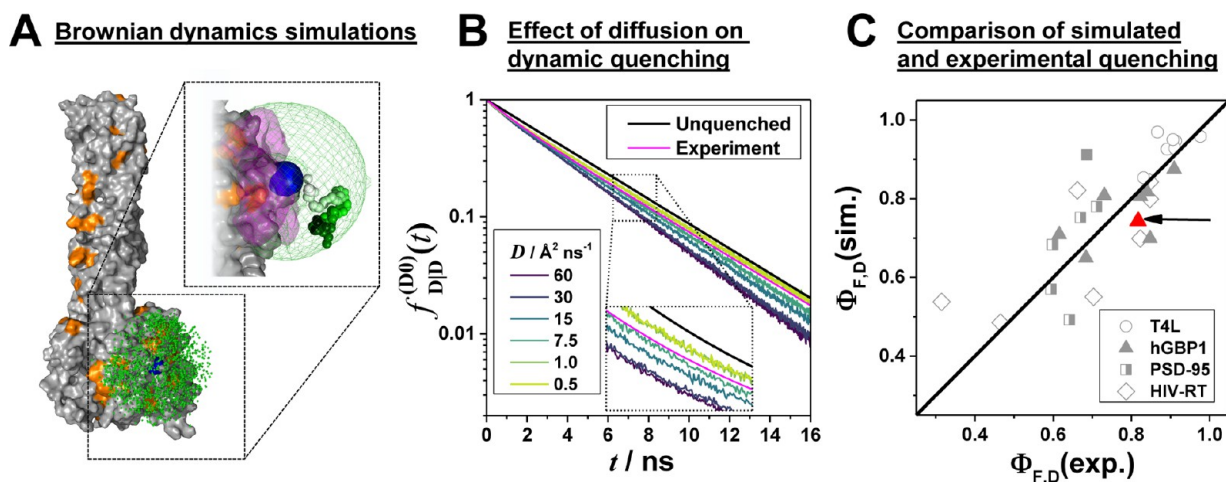 A Brownian dynamics simulations
B Effect of diffusion on
dynamic quenching
1
0.1
0.01
f D|D (D0) (t)
Unquenched
Experiment
D / Å² ns⁻¹
60
30
15
7.5
1.0
0.5
0 2 4 6 8 10 12 14 16
t / ns
C Comparison of simulated
and experimental quenching
1.0
0.8
0.6
0.4
ΦF,D(sim.)
T4L
hGBP1
PSD-95
HIV-RT
0.4 0.6 0.8 1.0
ΦF,D(exp.)